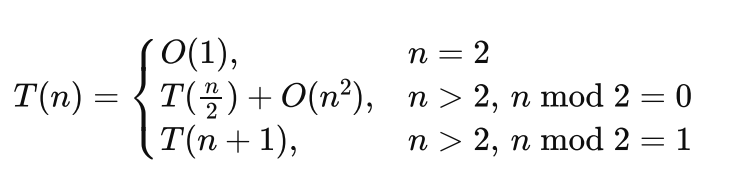 O(1), n = 2
T(n) = { T(n/2) + O(n²), n > 2, n mod 2 = 0
T(n + 1), n > 2, n mod 2 = 1